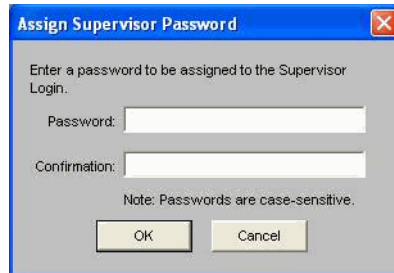 Assign Supervisor Password
Enter a password to be assigned to the Supervisor
Login.
Password:
Confirmation:
Note: Passwords are case-sensitive.
OK Cancel